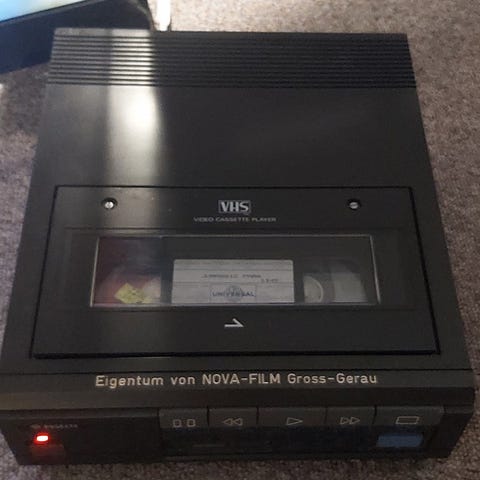 VHS
VIDEO CASSETTE PLAYER
UNIVERSAL
Eigentum von NOVA-FILM Gross-Gerau